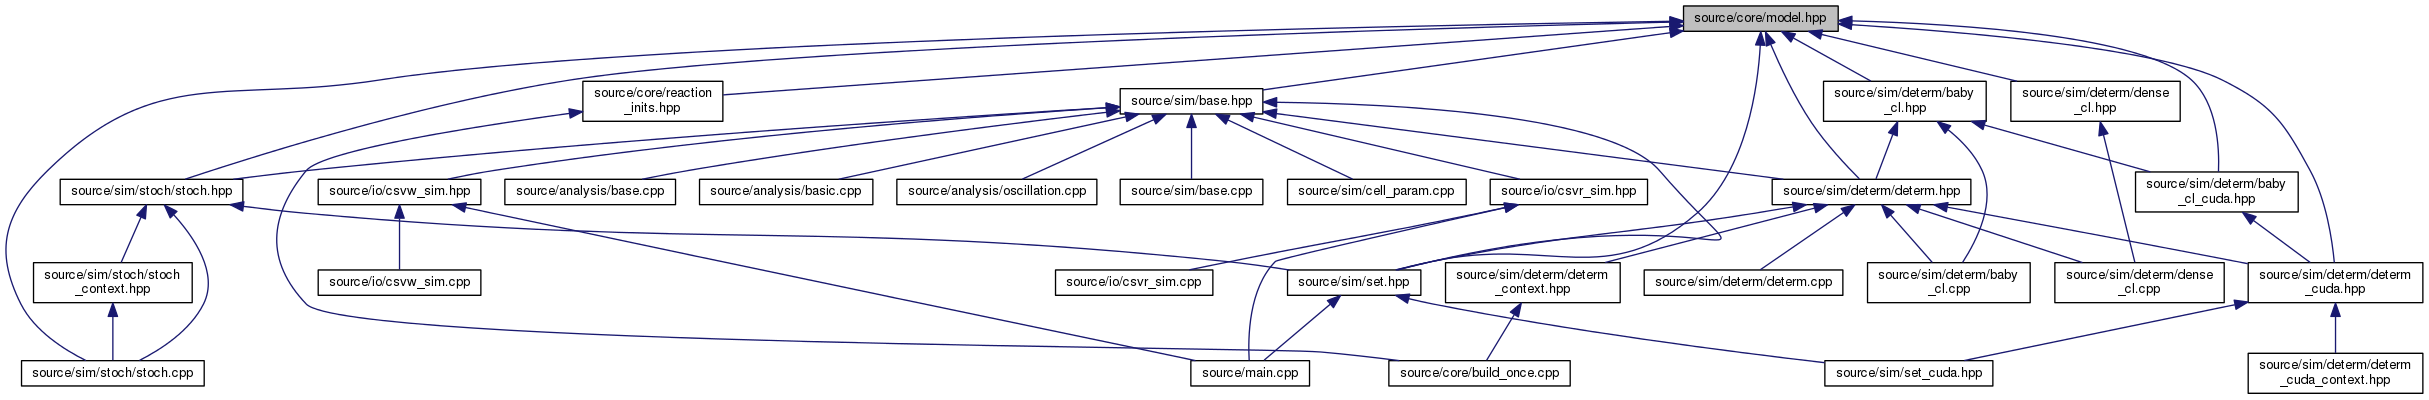 source/core/model.hpp
source/core/reaction
_inits.hpp
source/sim/base.hpp
source/sim/determ/baby
_cl.hpp
source/sim/determ/dense
_cl.hpp
source/sim/stoch/stoch.hpp
source/io/csvw_sim.hpp
source/analysis/base.cpp
source/analysis/basic.cpp
source/analysis/oscillation.cpp
source/sim/base.cpp
source/sim/cell_param.cpp
source/io/csvr_sim.hpp
source/sim/determ/determ.hpp
source/sim/determ/baby
_cl_cuda.hpp
source/sim/stoch/stoch
_context.hpp
source/io/csvw_sim.cpp
source/io/csvr_sim.cpp
source/sim/set.hpp
source/sim/determ/determ
_context.hpp
source/sim/determ/determ.cpp
source/sim/determ/baby
_cl.cpp
source/sim/determ/dense
_cl.cpp
source/sim/determ/determ
_cuda.hpp
source/sim/stoch/stoch.cpp
source/main.cpp
source/core/build_once.cpp
source/sim/set_cuda.hpp
source/sim/determ/determ
_cuda_context.hpp